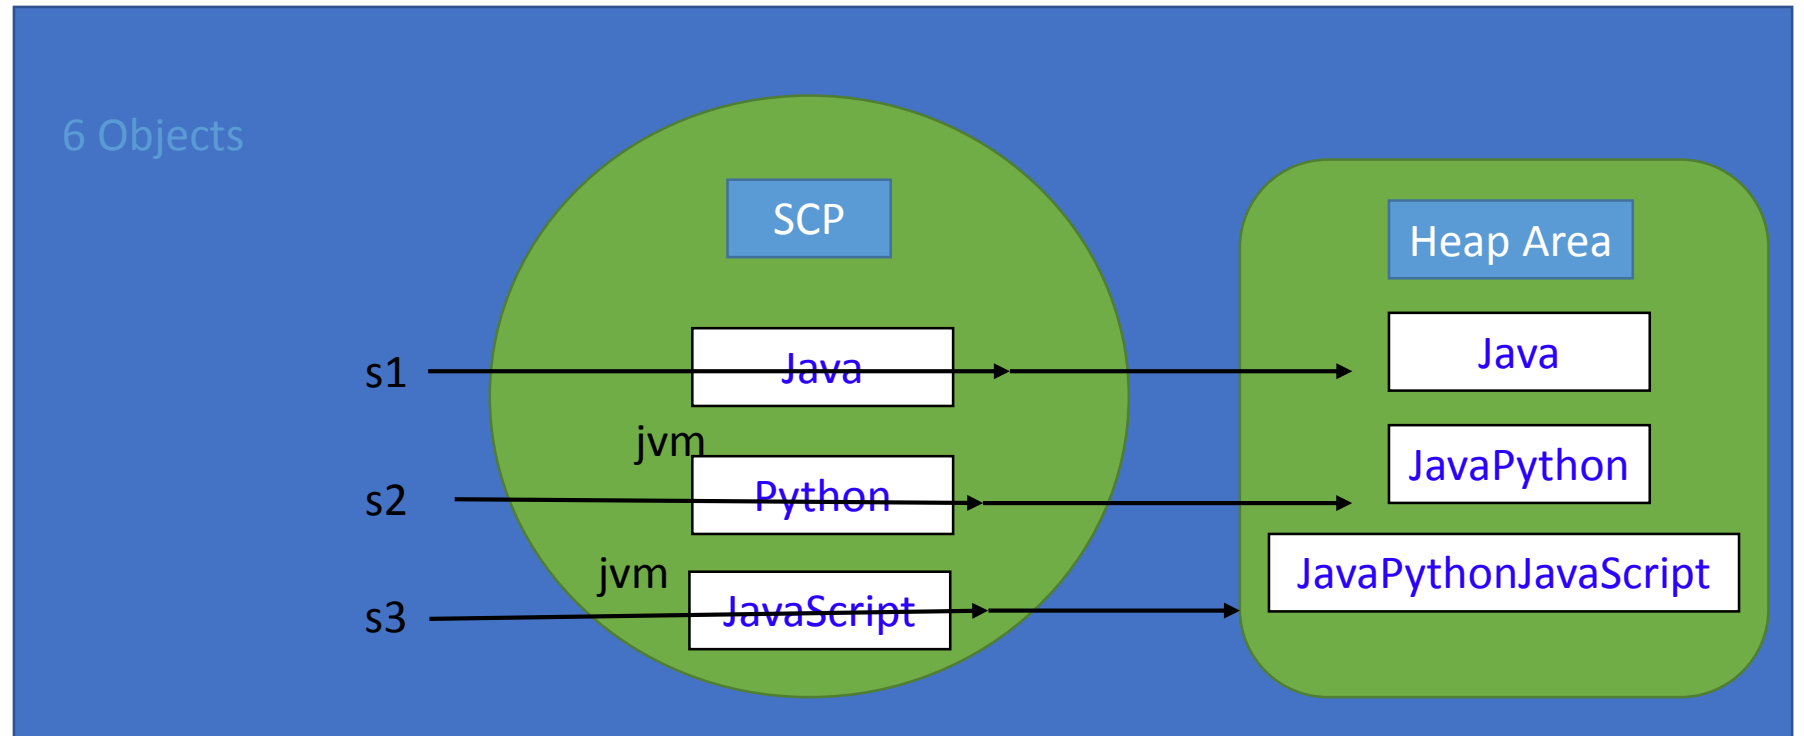 6 Objects
SCP
Heap Area
s1
Java
Java
jvm
s2
Python
JavaPython
jvm
s3
JavaScript
JavaPythonJavaScript